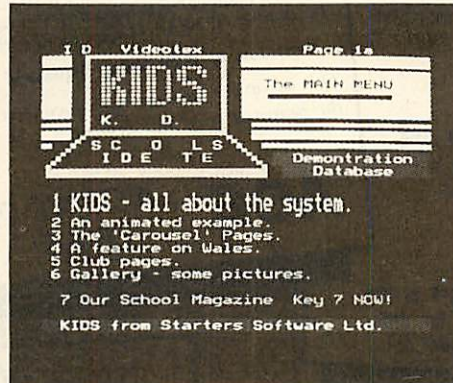 I D Videotex Page 1a
KIDS
The MAIN MENU
K. D.
SC O LS
IDE TE
Demontration
Database
1 KIDS - all about the system.
2 An animated example.
3 The 'Carousel' Pages.
4 A feature on Wales.
5 Club pages.
6 Gallery - some pictures.
7 Our School Magazine Key 7 NOW!
KIDS from Starters Software Ltd.